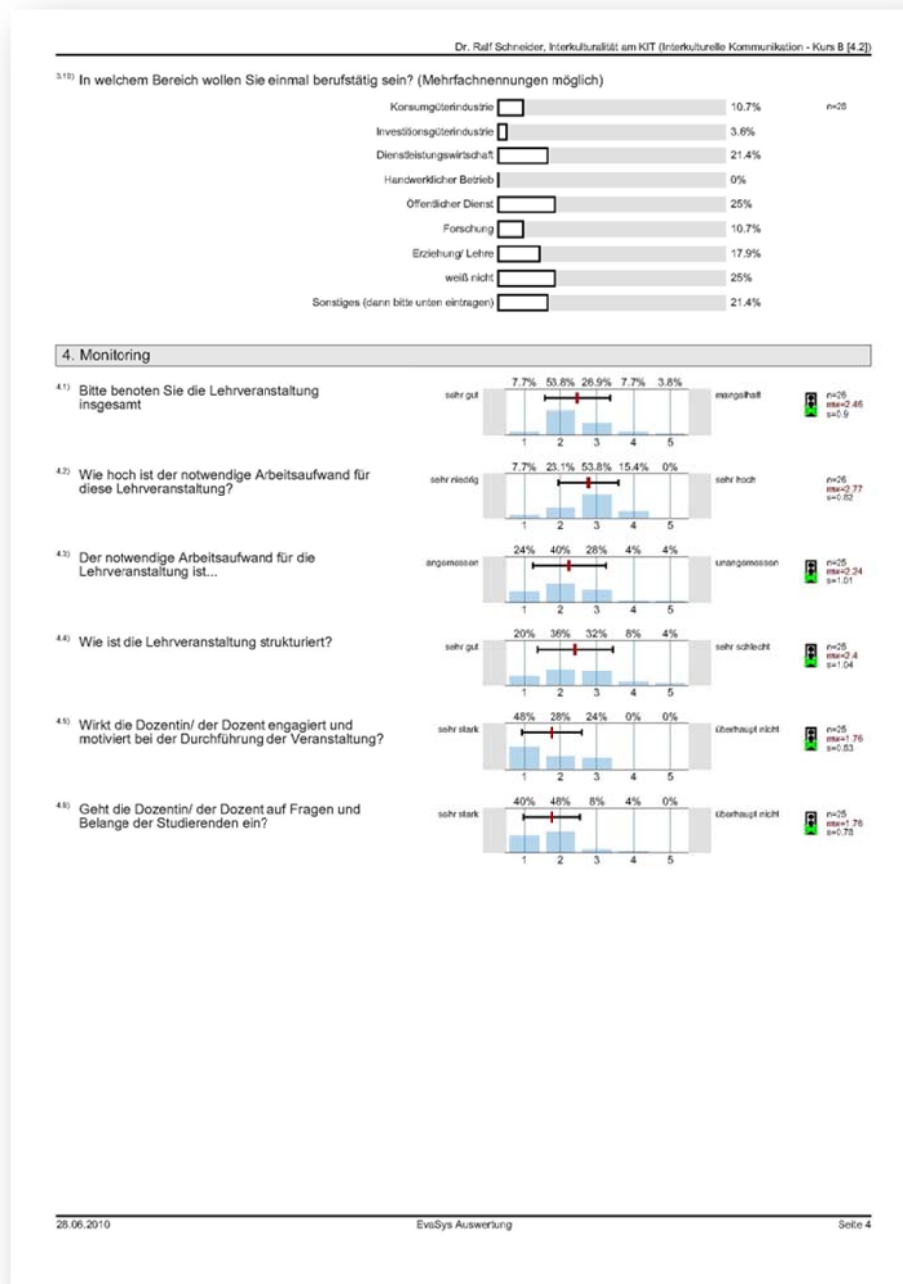 Dr. Ralf Schneider, Interkulturalität am KIT (Interkulturelle Kommunikation - Kurs B [4.2])
3.10) In welchem Bereich wollen Sie einmal berufstätig sein? (Mehrfachnennungen möglich)
Konsumgüterindustrie 10.7% n=28
Investitionsgüterindustrie 3.6%
Dienstleistungswirtschaft 21.4%
Handwerklicher Betrieb 0%
Öffentlicher Dienst 25%
Forschung 10.7%
Erziehung/ Lehre 17.9%
weiß nicht 25%
Sonstiges (dann bitte unten eintragen) 21.4%
4. Monitoring
4.1) Bitte benoten Sie die Lehrveranstaltung
insgesamt
7.7% 53.8% 26.9% 7.7% 3.8%
sehr gut mangelhaft
1 2 3 4 5
n=26
mw=2.46
s=0.9
4.2) Wie hoch ist der notwendige Arbeitsaufwand für
diese Lehrveranstaltung?
7.7% 23.1% 53.8% 15.4% 0%
sehr niedrig sehr hoch
1 2 3 4 5
n=26
mw=2.77
s=0.82
4.3) Der notwendige Arbeitsaufwand für die
Lehrveranstaltung ist...
24% 40% 28% 4% 4%
angemessen unangemessen
1 2 3 4 5
n=25
mw=2.24
s=1.01
4.4) Wie ist die Lehrveranstaltung strukturiert?
20% 36% 32% 8% 4%
sehr gut sehr schlecht
1 2 3 4 5
n=25
mw=2.4
s=1.04
4.5) Wirkt die Dozentin/ der Dozent engagiert und
motiviert bei der Durchführung der Veranstaltung?
48% 28% 24% 0% 0%
sehr stark überhaupt nicht
1 2 3 4 5
n=25
mw=1.76
s=0.83
4.6) Geht die Dozentin/ der Dozent auf Fragen und
Belange der Studierenden ein?
40% 48% 8% 4% 0%
sehr stark überhaupt nicht
1 2 3 4 5
n=25
mw=1.76
s=0.78
28.06.2010 EvaSys Auswertung Seite 4